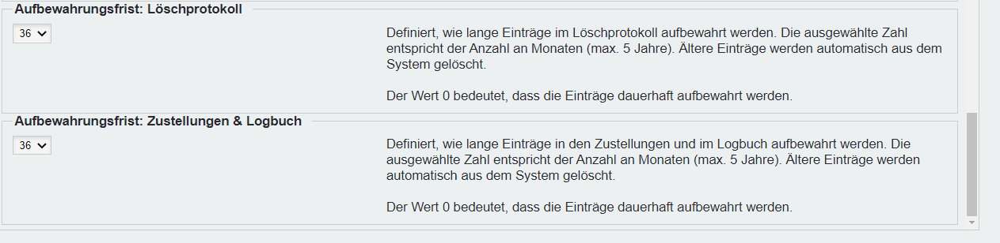 Aufbewahrungsfrist: Löschprotokoll
36
Definiert, wie lange Einträge im Löschprotokoll aufbewahrt werden. Die ausgewählte Zahl
entspricht der Anzahl an Monaten (max. 5 Jahre). Ältere Einträge werden automatisch aus dem
System gelöscht.
Der Wert 0 bedeutet, dass die Einträge dauerhaft aufbewahrt werden.
Aufbewahrungsfrist: Zustellungen & Logbuch
36
Definiert, wie lange Einträge in den Zustellungen und im Logbuch aufbewahrt werden. Die
ausgewählte Zahl entspricht der Anzahl an Monaten (max. 5 Jahre). Ältere Einträge werden
automatisch aus dem System gelöscht.
Der Wert 0 bedeutet, dass die Einträge dauerhaft aufbewahrt werden.